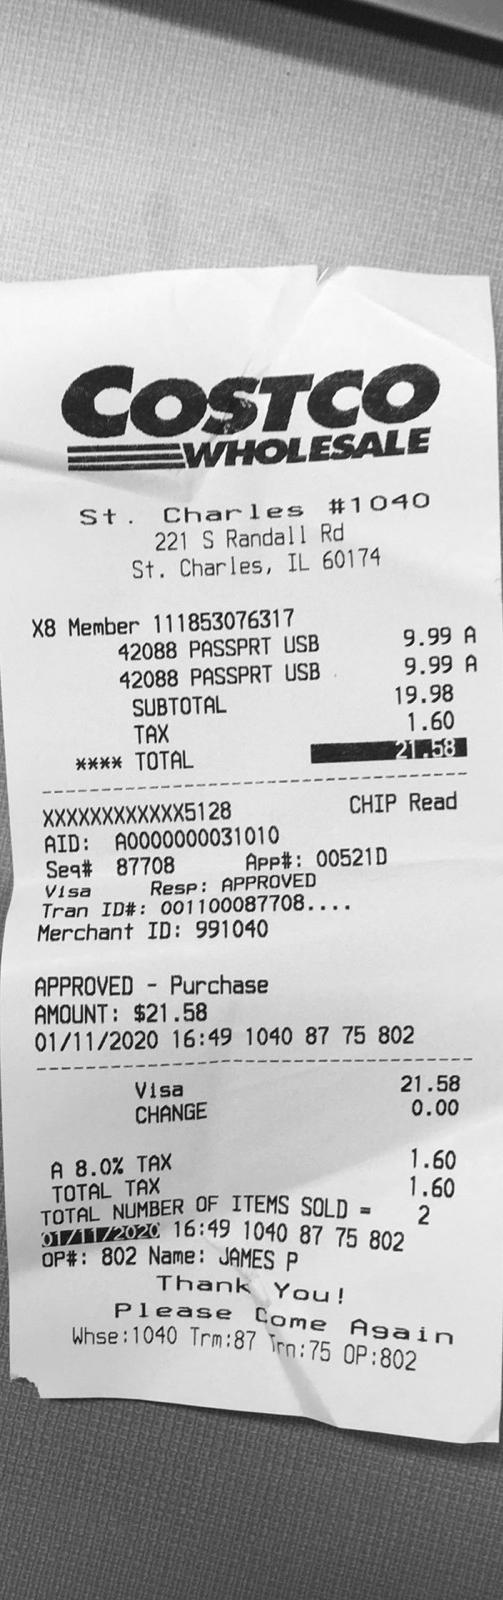 COSTCO
WHOLESALE
St. Charles #1040
221 S Randall Rd
St. Charles, IL 60174
X8 Member 111853076317
42088 PASSPRT USB 9.99 A
42088 PASSPRT USB 9.99 A
SUBTOTAL 19.98
TAX 1.60
**** TOTAL 21.58
XXXXXXXXXXXX5128 CHIP Read
AID: A0000000031010
Seq# 87708 App#: 00521D
Visa Resp: APPROVED
Tran ID#: 001100087708....
Merchant ID: 991040
APPROVED - Purchase
AMOUNT: $21.58
01/11/2020 16:49 1040 87 75 802
Visa 21.58
CHANGE 0.00
A 8.0% TAX 1.60
TOTAL TAX 1.60
TOTAL NUMBER OF ITEMS SOLD = 2
01/11/2020 16:49 1040 87 75 802
OP#: 802 Name: JAMES P
Thank You!
Please Come Again
Whse:1040 Trm:87 Trn:75 OP:802